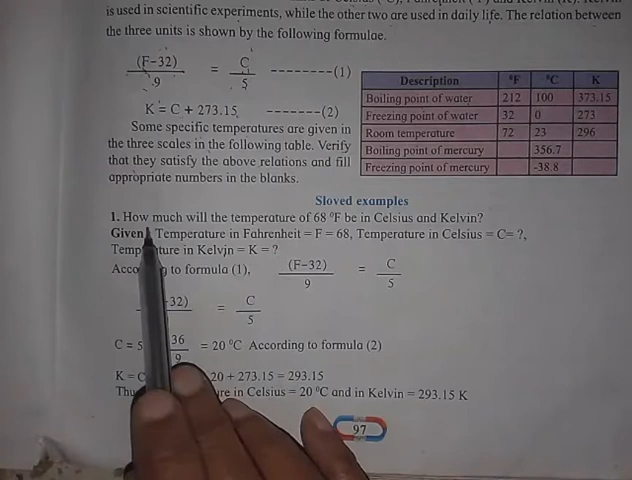 is used in scientific experiments, while the other two are used in daily life. The relation between
the three units is shown by the following formulae.
(F-32) / 9 = C / 5 --------(1)
K = C + 273.15 -------(2)
Some specific temperatures are given in
the three scales in the following table. Verify
that they satisfy the above relations and fill
appropriate numbers in the blanks.
Description ⁰F ⁰C K
Boiling point of water 212 100 373.15
Freezing point of water 32 0 273
Room temperature 72 23 296
Boiling point of mercury 356.7
Freezing point of mercury -38.8
Sloved examples
1. How much will the temperature of 68 ⁰F be in Celsius and Kelvin?
Given Temperature in Fahrenheit = F = 68, Temperature in Celsius = C= ?,
in Kelvin = K = ?
to formula (1), (F-32) / 9 = C / 5
32) = C / 5
C = 5 36 / 9 = 20 ⁰C According to formula (2)
K = C 20 + 273.15 = 293.15
in Celsius = 20 ⁰C and in Kelvin = 293.15 K
97